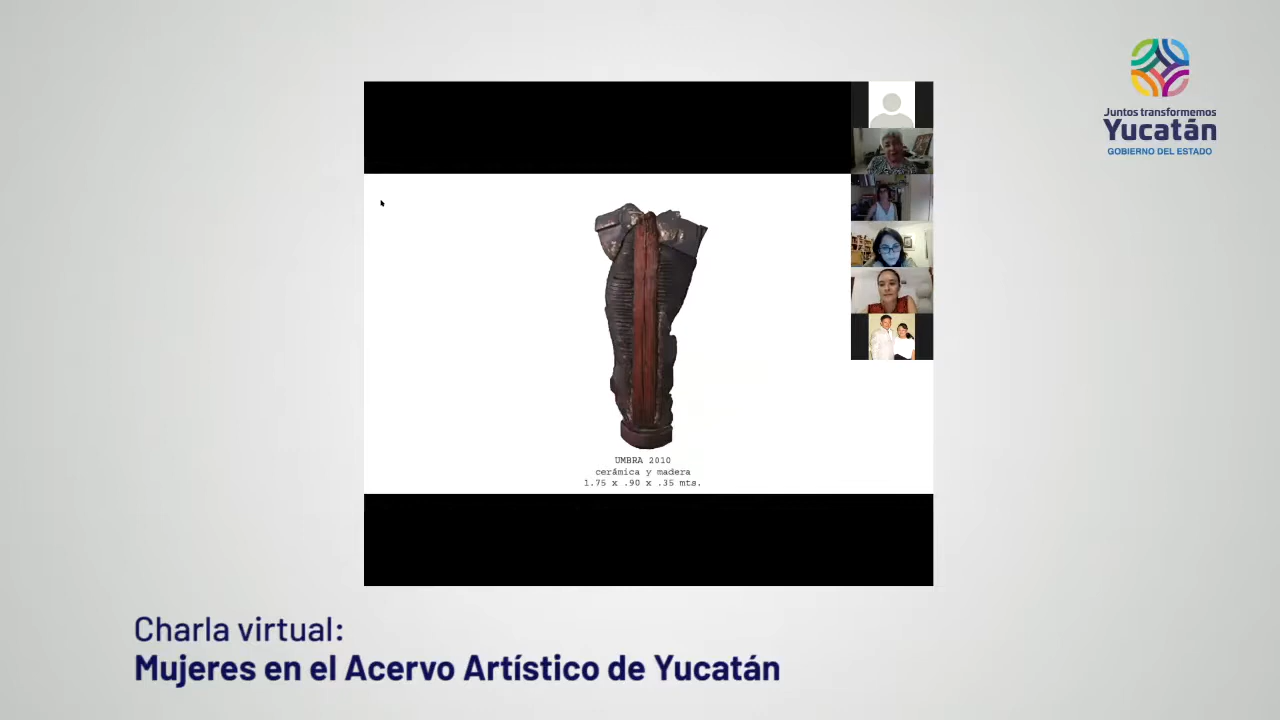 Juntos transformemos
Yucatán
GOBIERNO DEL ESTADO
UMBRA 2010
cerámica y madera
1.75 x .90 x .35 mts.
Charla virtual:
Mujeres en el Acervo Artístico de Yucatán